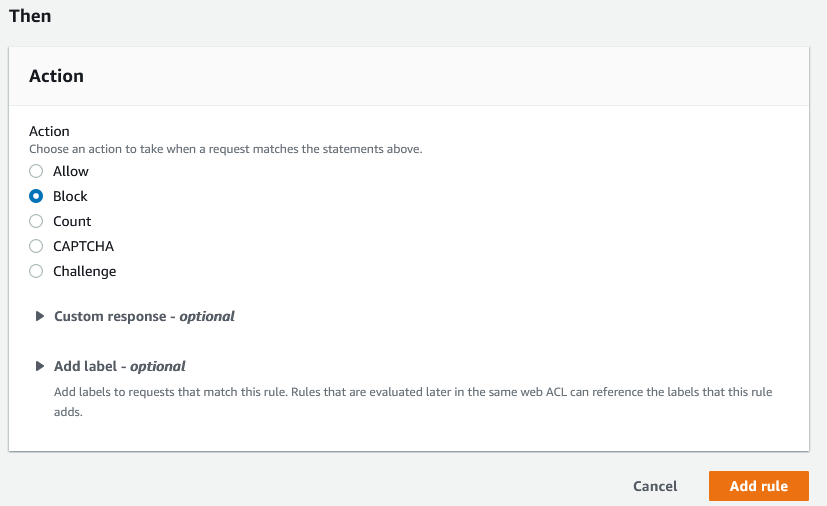 Then
Action
Action
Choose an action to take when a request matches the statements above.
Allow
Block
Count
CAPTCHA
Challenge
Custom response - optional
Add label - optional
Add labels to requests that match this rule. Rules that are evaluated later in the same web ACL can reference the labels that this rule
adds.
Cancel
Add rule